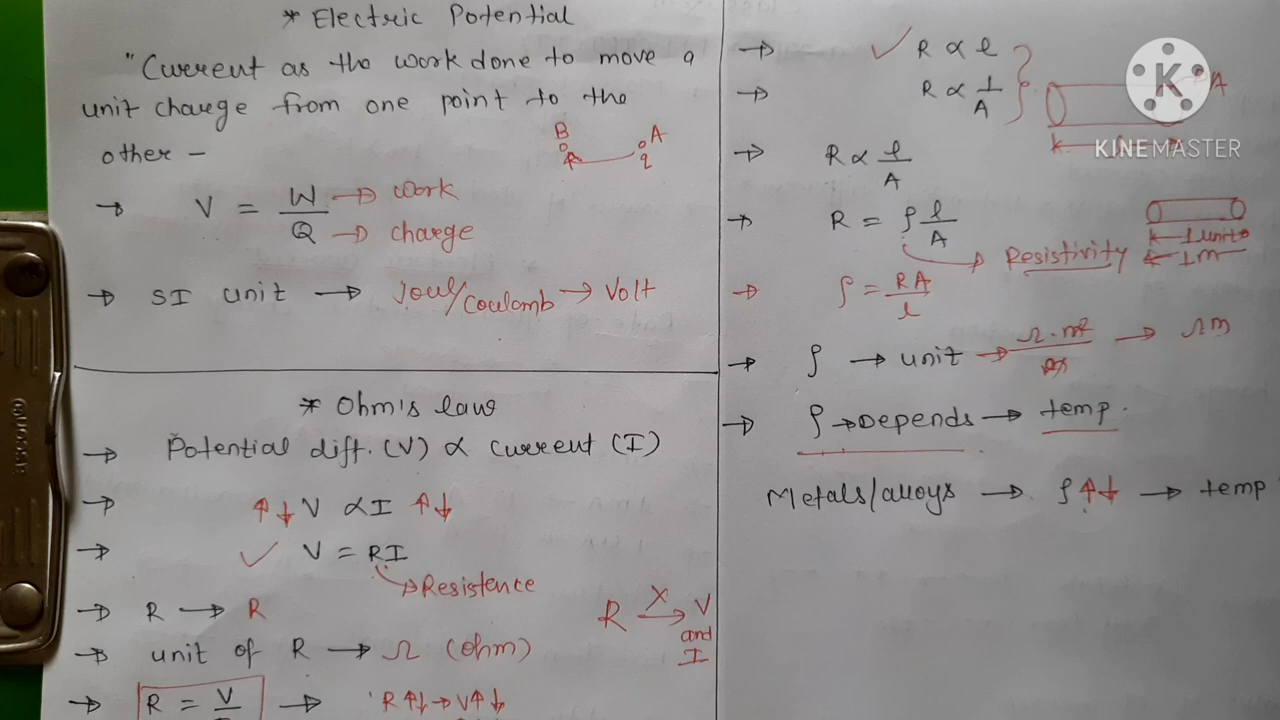 * Electric Potential
"Current as the work done to move a
unit charge from one point to the
other –
B
A
q
→ V = W/Q → work
→ charge
→ SI unit → Joul/Coulomb → Volt
* Ohm's law
→ Potential diff. (V) ∝ Current (I)
→ ↑↓ V ∝ I ↑↓
→ ✓ V = RI
→ Resistence
→ R → R
R X→ V
and
I
→ unit of R → Ω (ohm)
→ R = V
→ R↑↓ → V↑↓
→ ✓ R ∝ l
→ R ∝ 1/A
A
K
KINEMASTER
→ R ∝ l/A
→ R = ρ l/A
→ Resistivity
1 unit
1m
→ ρ = RA/l
→ ρ → unit → Ω·m²/m → Ωm
→ ρ → Depends → temp.
Metals/alloys → ρ↑↓ → temp